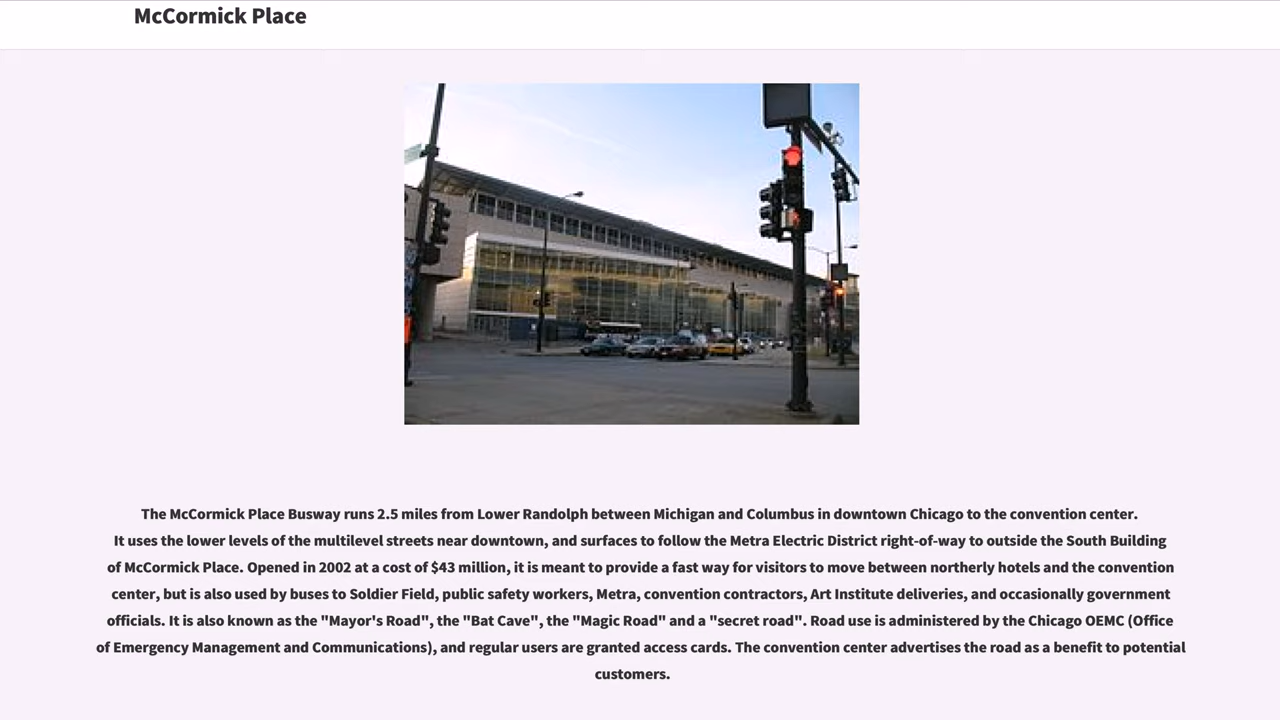 McCormick Place
The McCormick Place Busway runs 2.5 miles from Lower Randolph between Michigan and Columbus in downtown Chicago to the convention center.
It uses the lower levels of the multilevel streets near downtown, and surfaces to follow the Metra Electric District right-of-way to outside the South Building
of McCormick Place. Opened in 2002 at a cost of $43 million, it is meant to provide a fast way for visitors to move between northerly hotels and the convention
center, but is also used by buses to Soldier Field, public safety workers, Metra, convention contractors, Art Institute deliveries, and occasionally government
officials. It is also known as the "Mayor's Road", the "Bat Cave", the "Magic Road" and a "secret road". Road use is administered by the Chicago OEMC (Office
of Emergency Management and Communications), and regular users are granted access cards. The convention center advertises the road as a benefit to potential
customers.